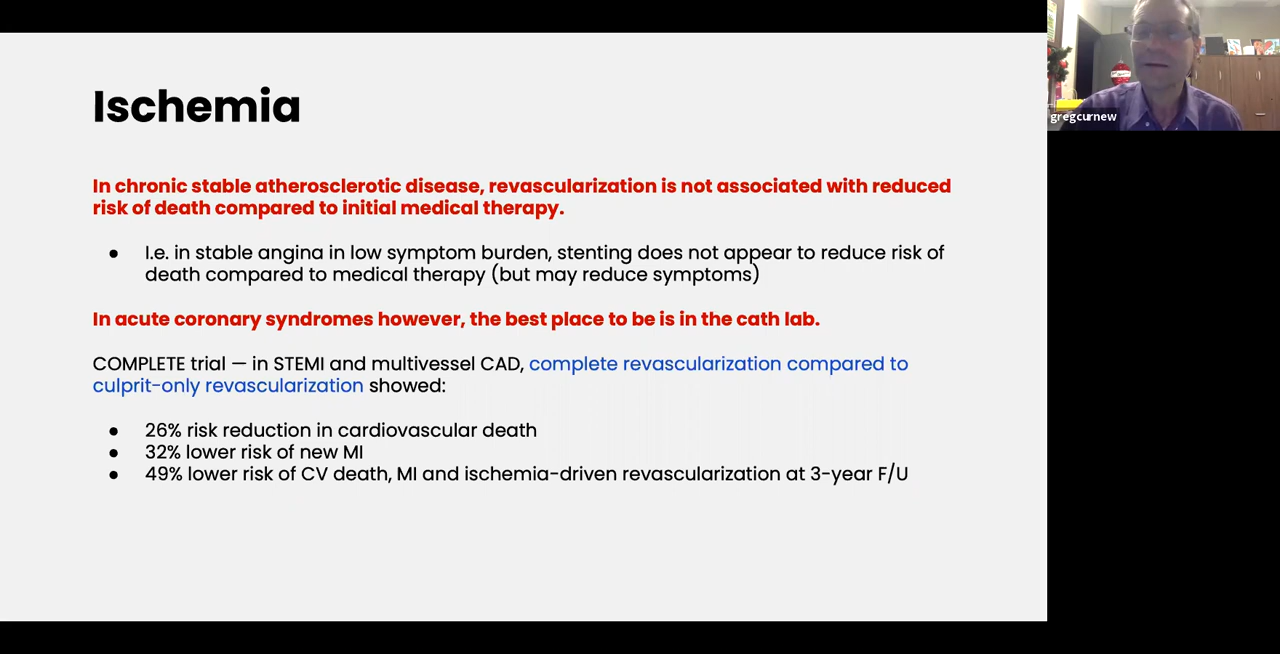 Ischemia
In chronic stable atherosclerotic disease, revascularization is not associated with reduced
risk of death compared to initial medical therapy.
● I.e. in stable angina in low symptom burden, stenting does not appear to reduce risk of
death compared to medical therapy (but may reduce symptoms)
In acute coronary syndromes however, the best place to be is in the cath lab.
COMPLETE trial — in STEMI and multivessel CAD, complete revascularization compared to
culprit-only revascularization showed:
● 26% risk reduction in cardiovascular death
● 32% lower risk of new MI
● 49% lower risk of CV death, MI and ischemia-driven revascularization at 3-year F/U
gregcurnew